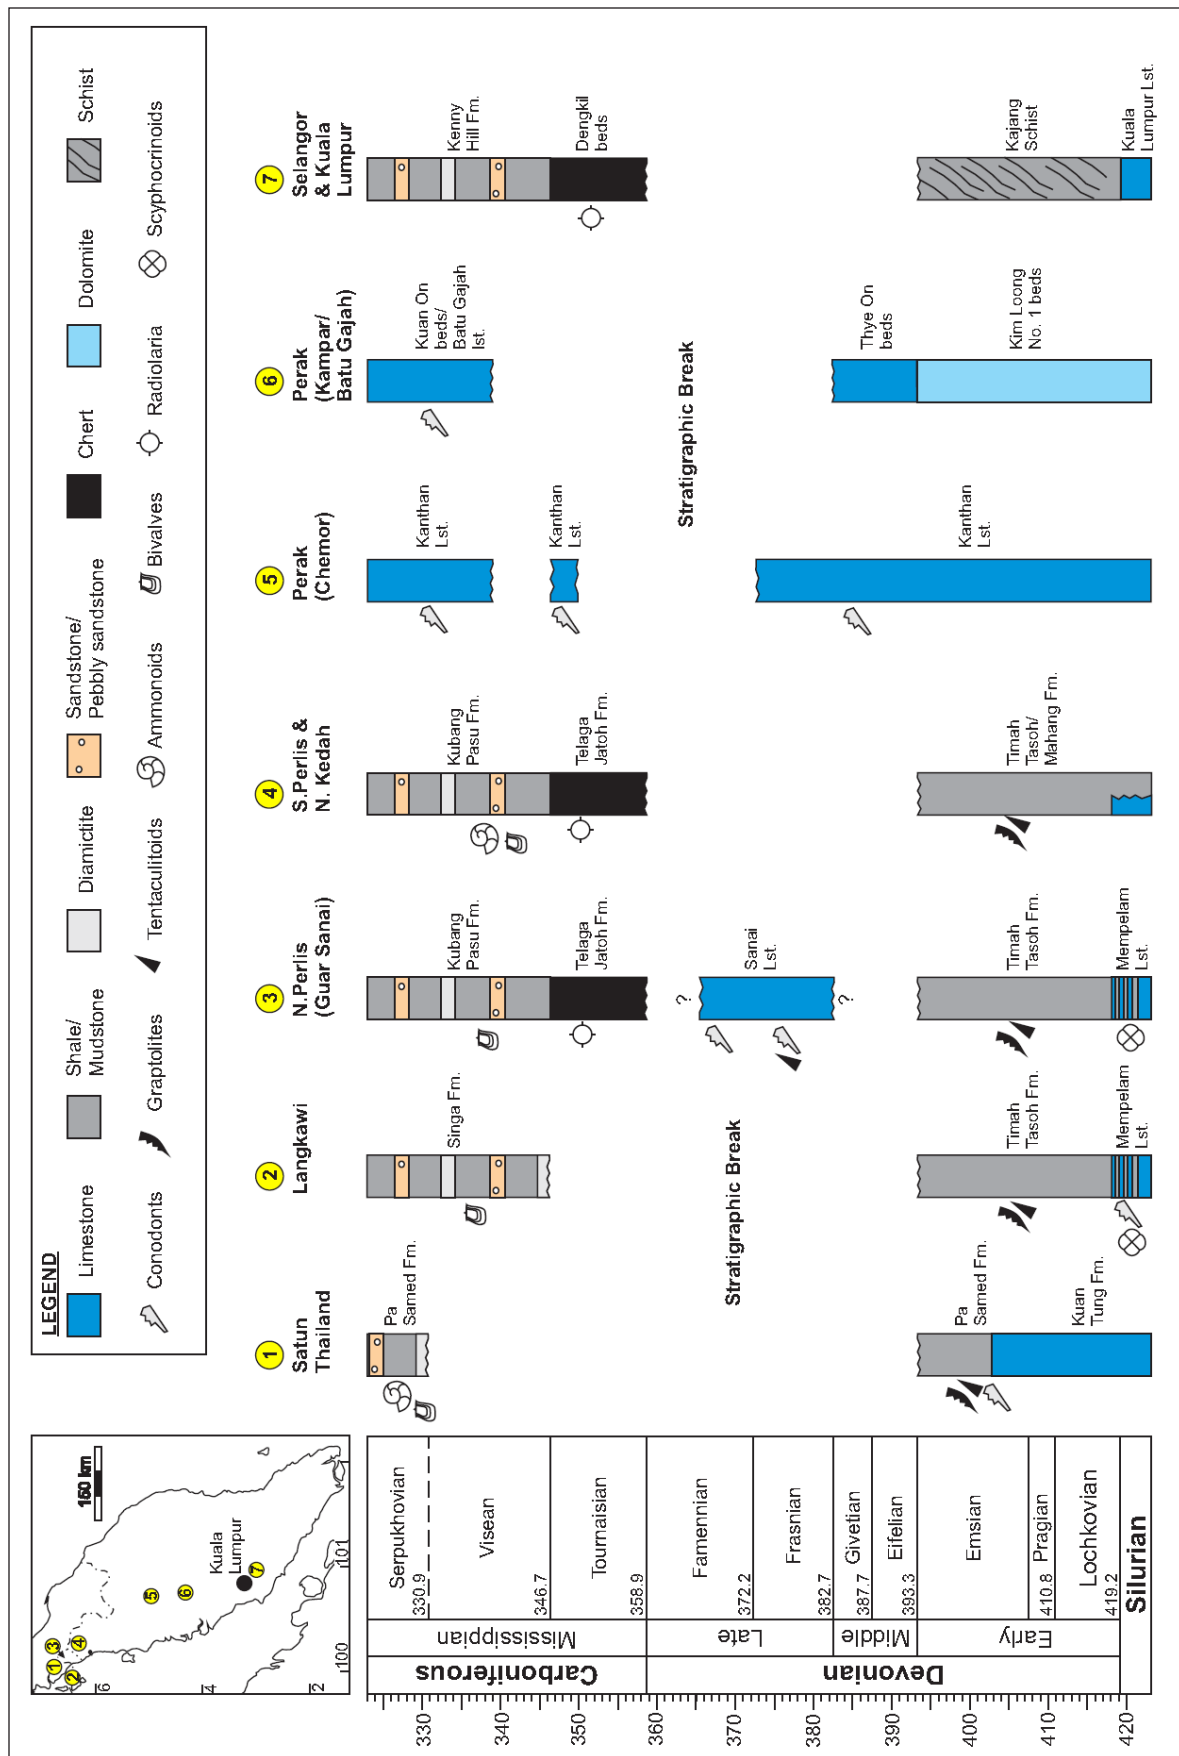 LEGEND
Limestone
Shale/
Mudstone
Diamictite
Sandstone/
Pebbly sandstone
Chert
Dolomite
Schist
Conodonts
Graptolites
Tentaculitoids
Ammonoids
Bivalves
Radiolaria
Scyphocrinoids
150 km
1
2
3
4
5
6
7
Kuala
Lumpur
6
4
2
100
101
1
Satun
Thailand
2
Langkawi
3
N.Perlis
(Guar Sanai)
4
S.Perlis &
N. Kedah
5
Perak
(Chemor)
6
Perak
(Kampar/
Batu Gajah)
7
Selangor
& Kuala
Lumpur
Carboniferous
Devonian
Silurian
Mississippian
Late
Middle
Early
Serpukhovian
330.9
Visean
346.7
Tournaisian
358.9
Famennian
372.2
Frasnian
382.7
Givetian
387.7
Eifelian
393.3
Emsian
Pragian
410.8
Lochkovian
419.2
330
340
350
360
370
380
390
400
410
420
Pa
Samed Fm.
Pa
Samed Fm.
Kuan
Tung Fm.
Singa Fm.
Timah
Tasoh Fm.
Mempelam
Lst.
Kubang
Pasu Fm.
Telaga
Jatoh Fm.
?
Sanai
Lst.
?
Timah
Tasoh Fm.
Mempelam
Lst.
Kubang
Pasu Fm.
Telaga
Jatoh Fm.
Timah
Tasoh/
Mahang Fm.
Kanthan
Lst.
Kanthan
Lst.
Kanthan
Lst.
Kuan On
beds/
Batu Gajah
lst.
Thye On
beds
Kim Loong
No. 1 beds
Kenny
Hill Fm.
Dengkil
beds
Kajang
Schist
Kuala
Lumpur Lst.
Stratigraphic Break
Stratigraphic Break